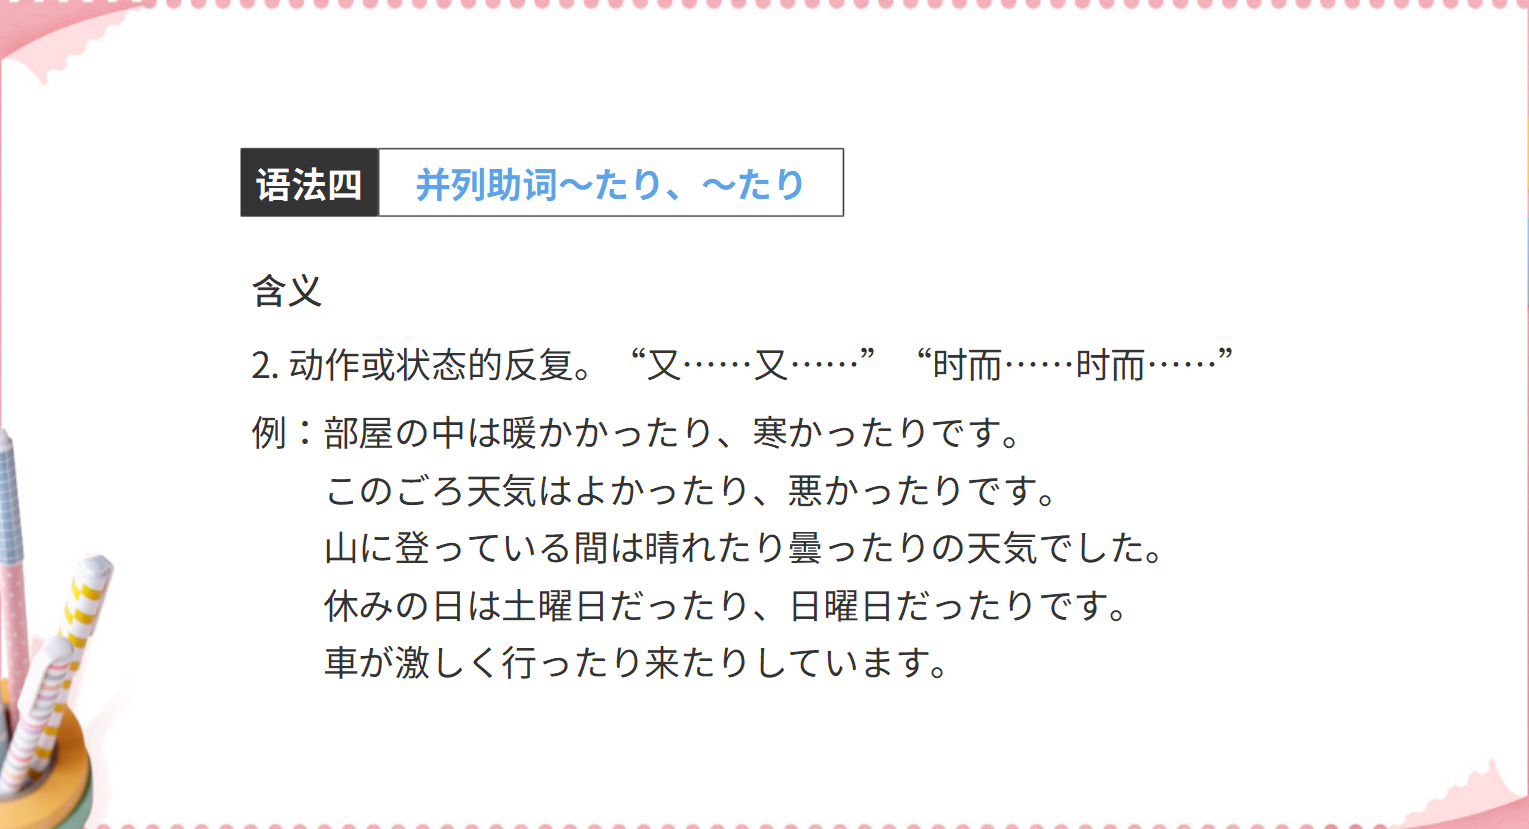 语法四 并列助词～たり、～たり
含义
2. 动作或状态的反复。 “又……又……” “时而……时而……”
例：部屋の中は暖かかったり、寒かったりです。
このごろ天気はよかったり、悪かったりです。
山に登っている間は晴れたり曇ったりの天気でした。
休みの日は土曜日だったり、日曜日だったりです。
車が激しく行ったり来たりしています。